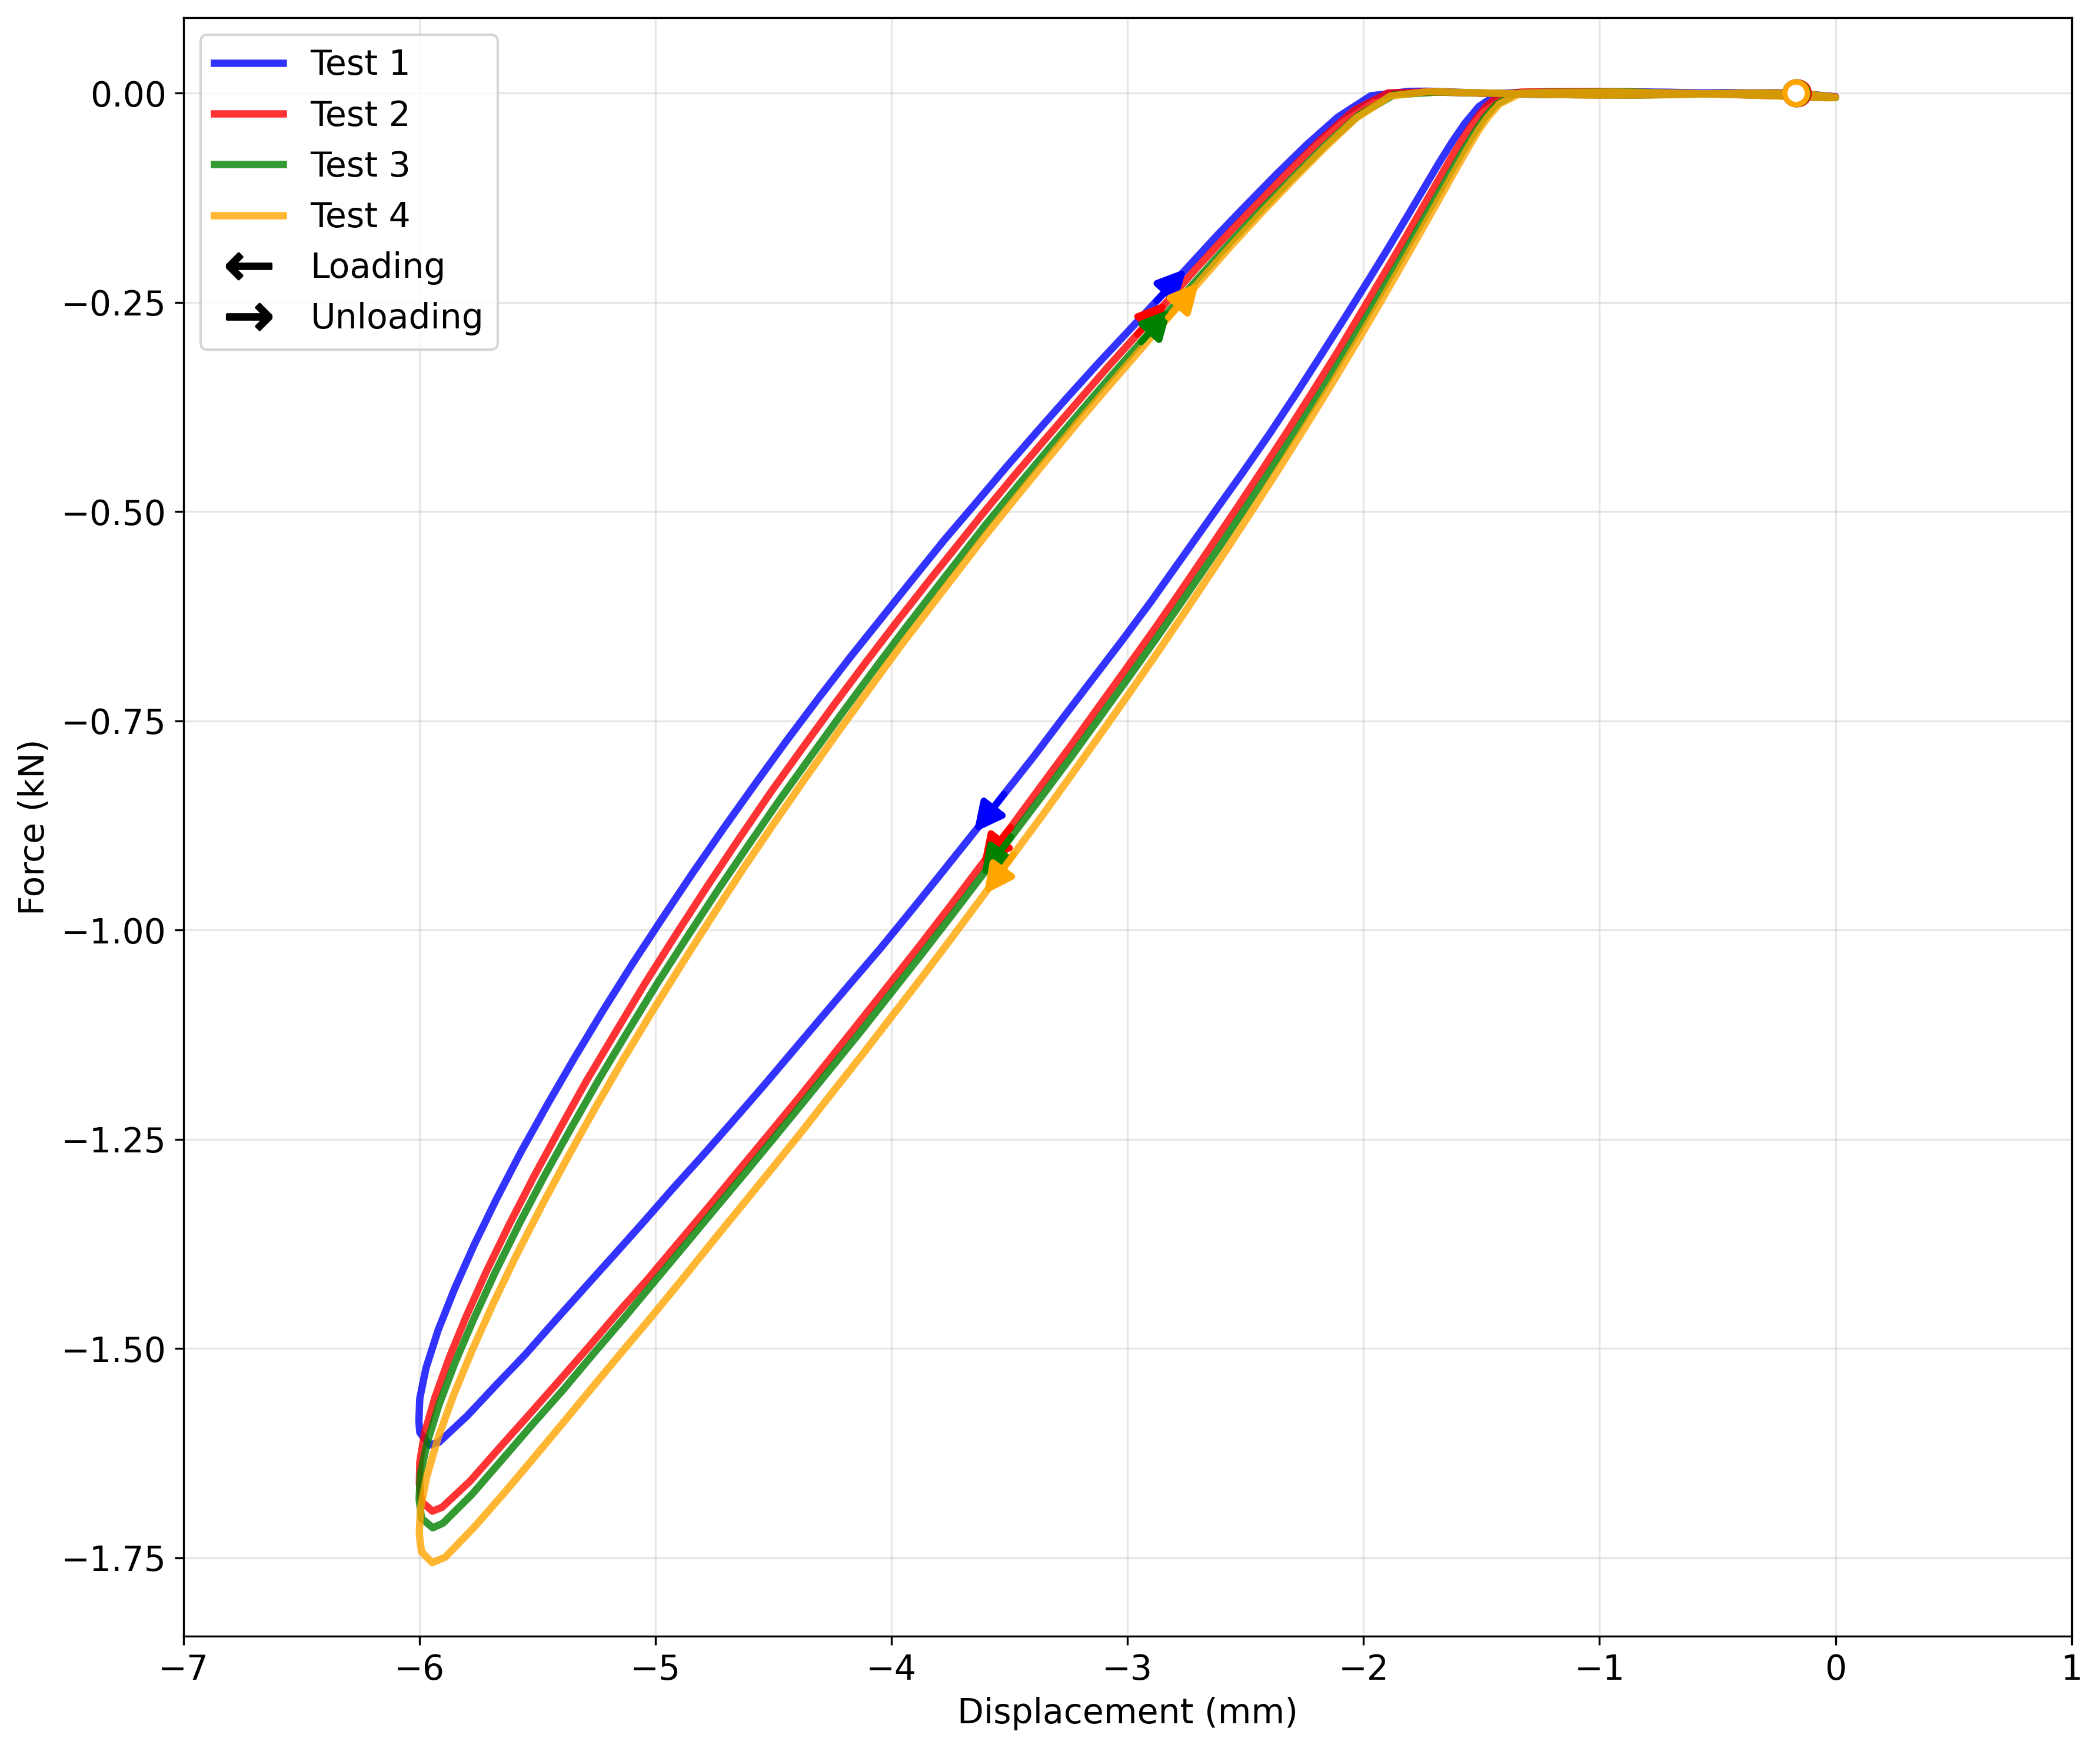 Test 1
Test 2
Test 3
Test 4
← Loading
→ Unloading
0.00
−0.25
−0.50
−0.75
−1.00
−1.25
−1.50
−1.75
Force (kN)
−7 −6 −5 −4 −3 −2 −1 0 1
Displacement (mm)